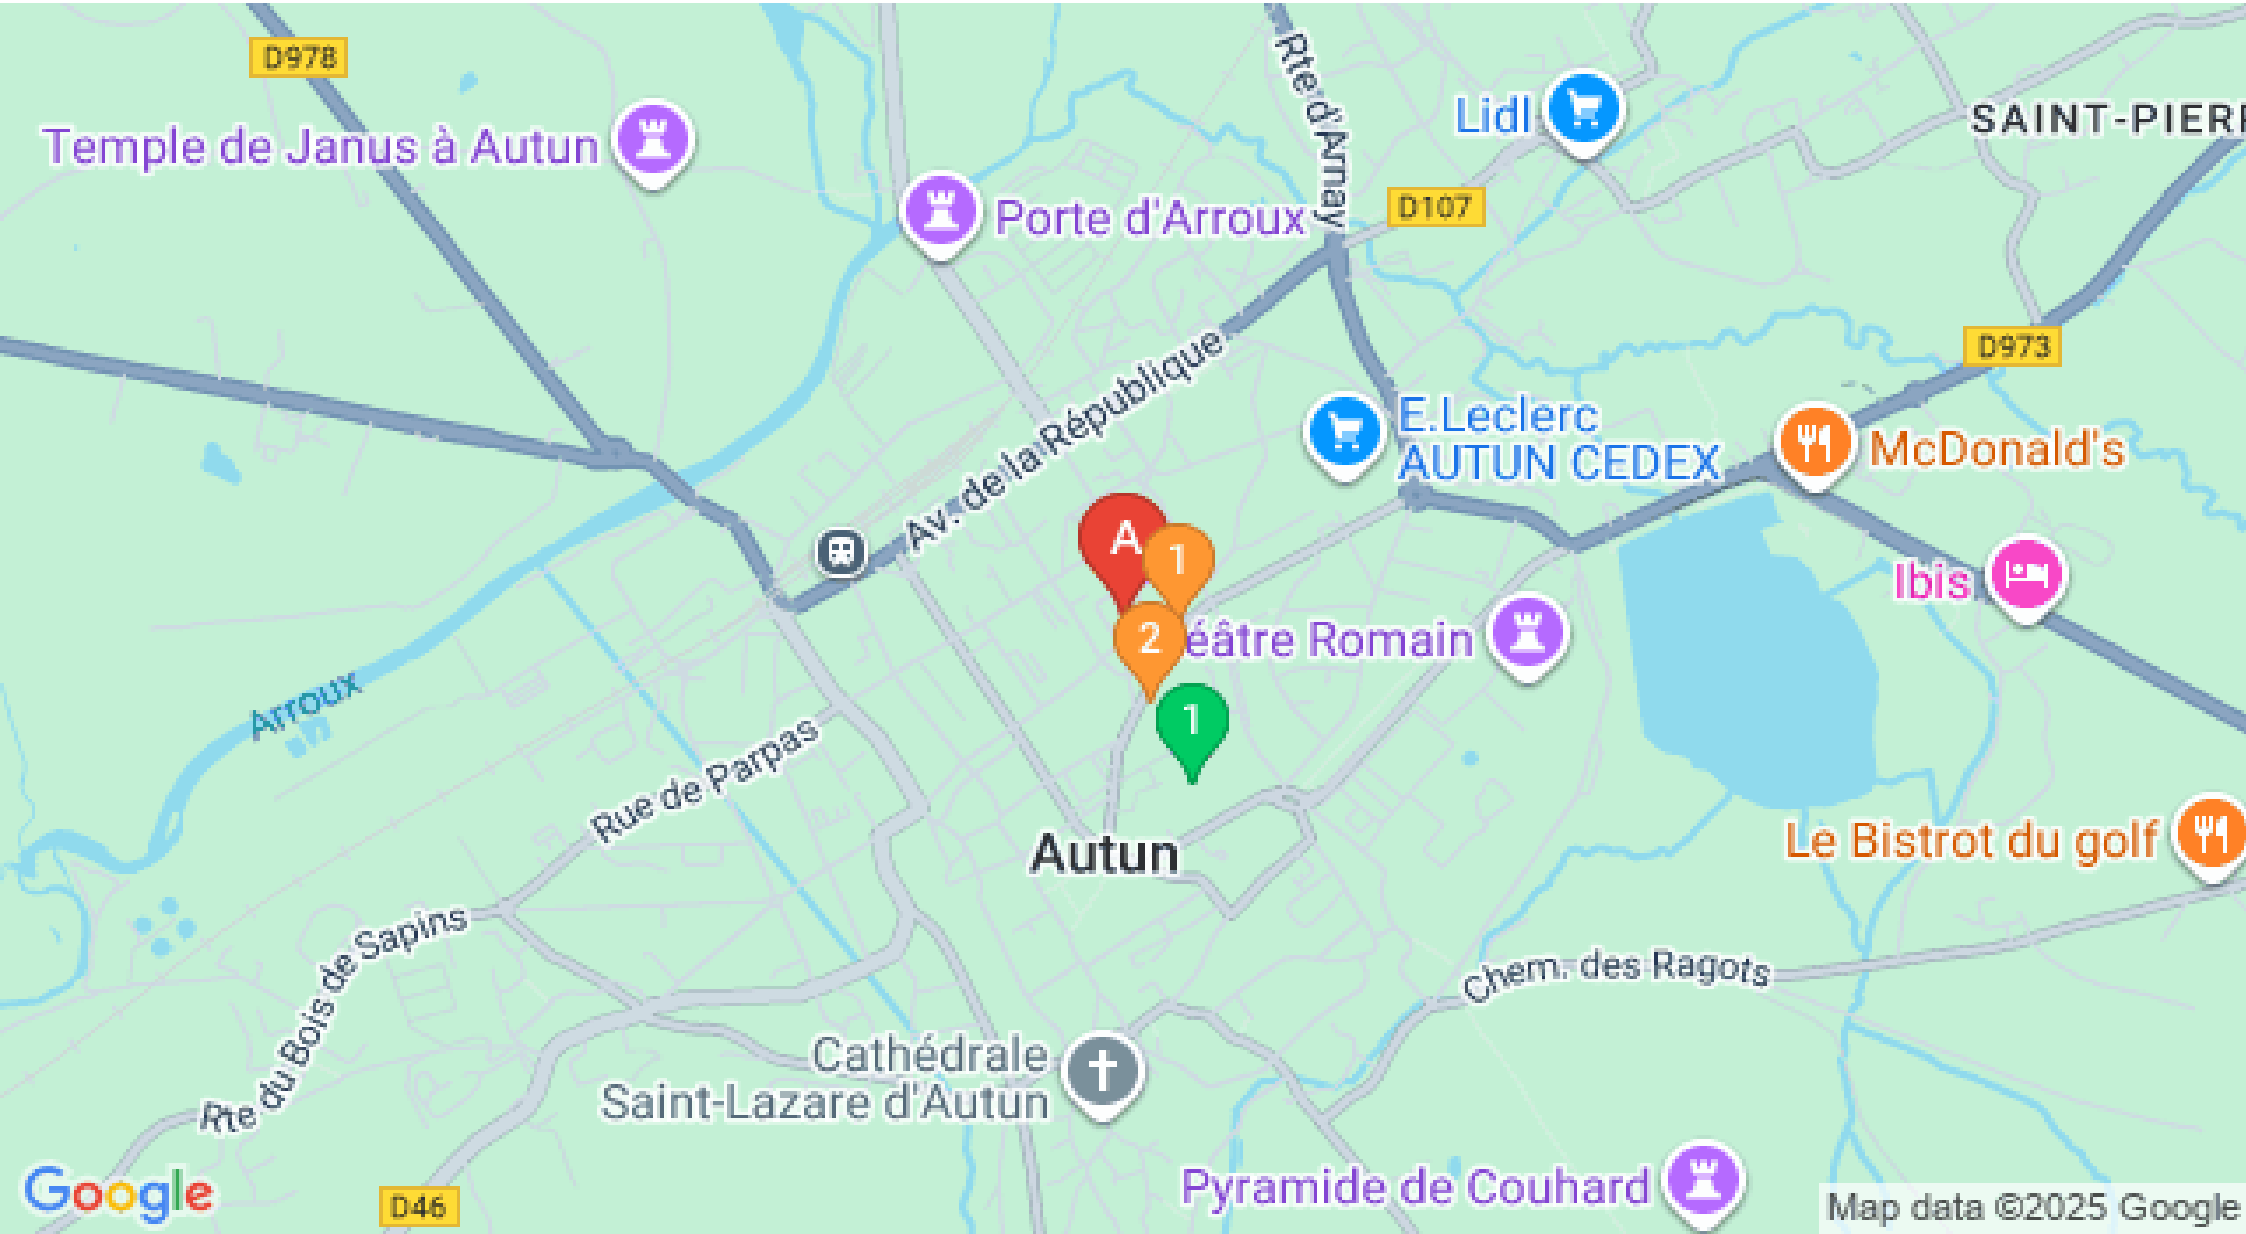 D978
Rte d'Arnay
Lidl
SAINT-PIERR
Temple de Janus à Autun
Porte d'Arroux
D107
D973
Av. de la République
E.Leclerc
AUTUN CEDEX
McDonald's
A
1
Ibis
2
éâtre Romain
Arroux
1
Rue de Parpas
Autun
Le Bistrot du golf
Rte du Bois de Sapins
Chem. des Ragots
Cathédrale
Saint-Lazare d'Autun
Pyramide de Couhard
Google
D46
Map data ©2025 Google